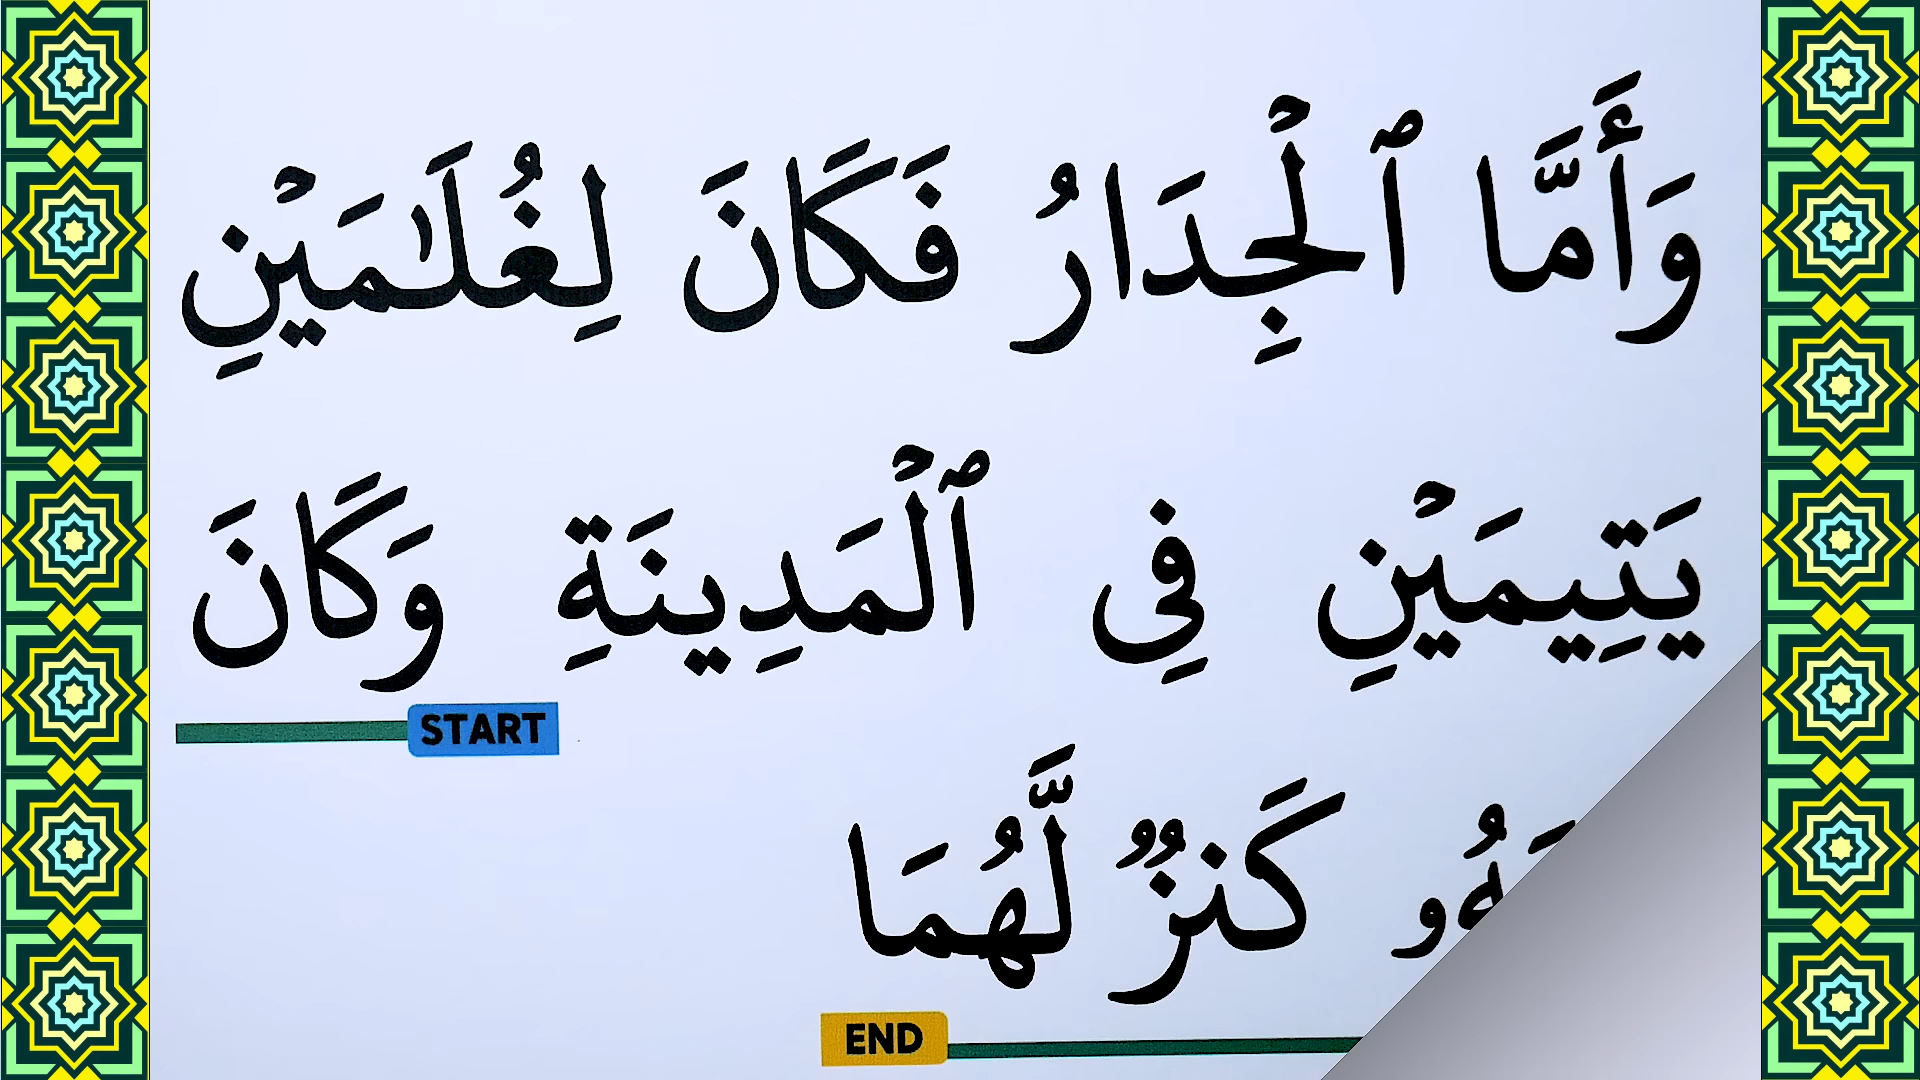 وَأَمَّا ٱلْجِدَارُ فَكَانَ لِغُلَـٰمَيْنِ
يَتِيمَيْنِ فِى ٱلْمَدِينَةِ وَكَانَ
START
كَنزٌ لَّهُمَا
END